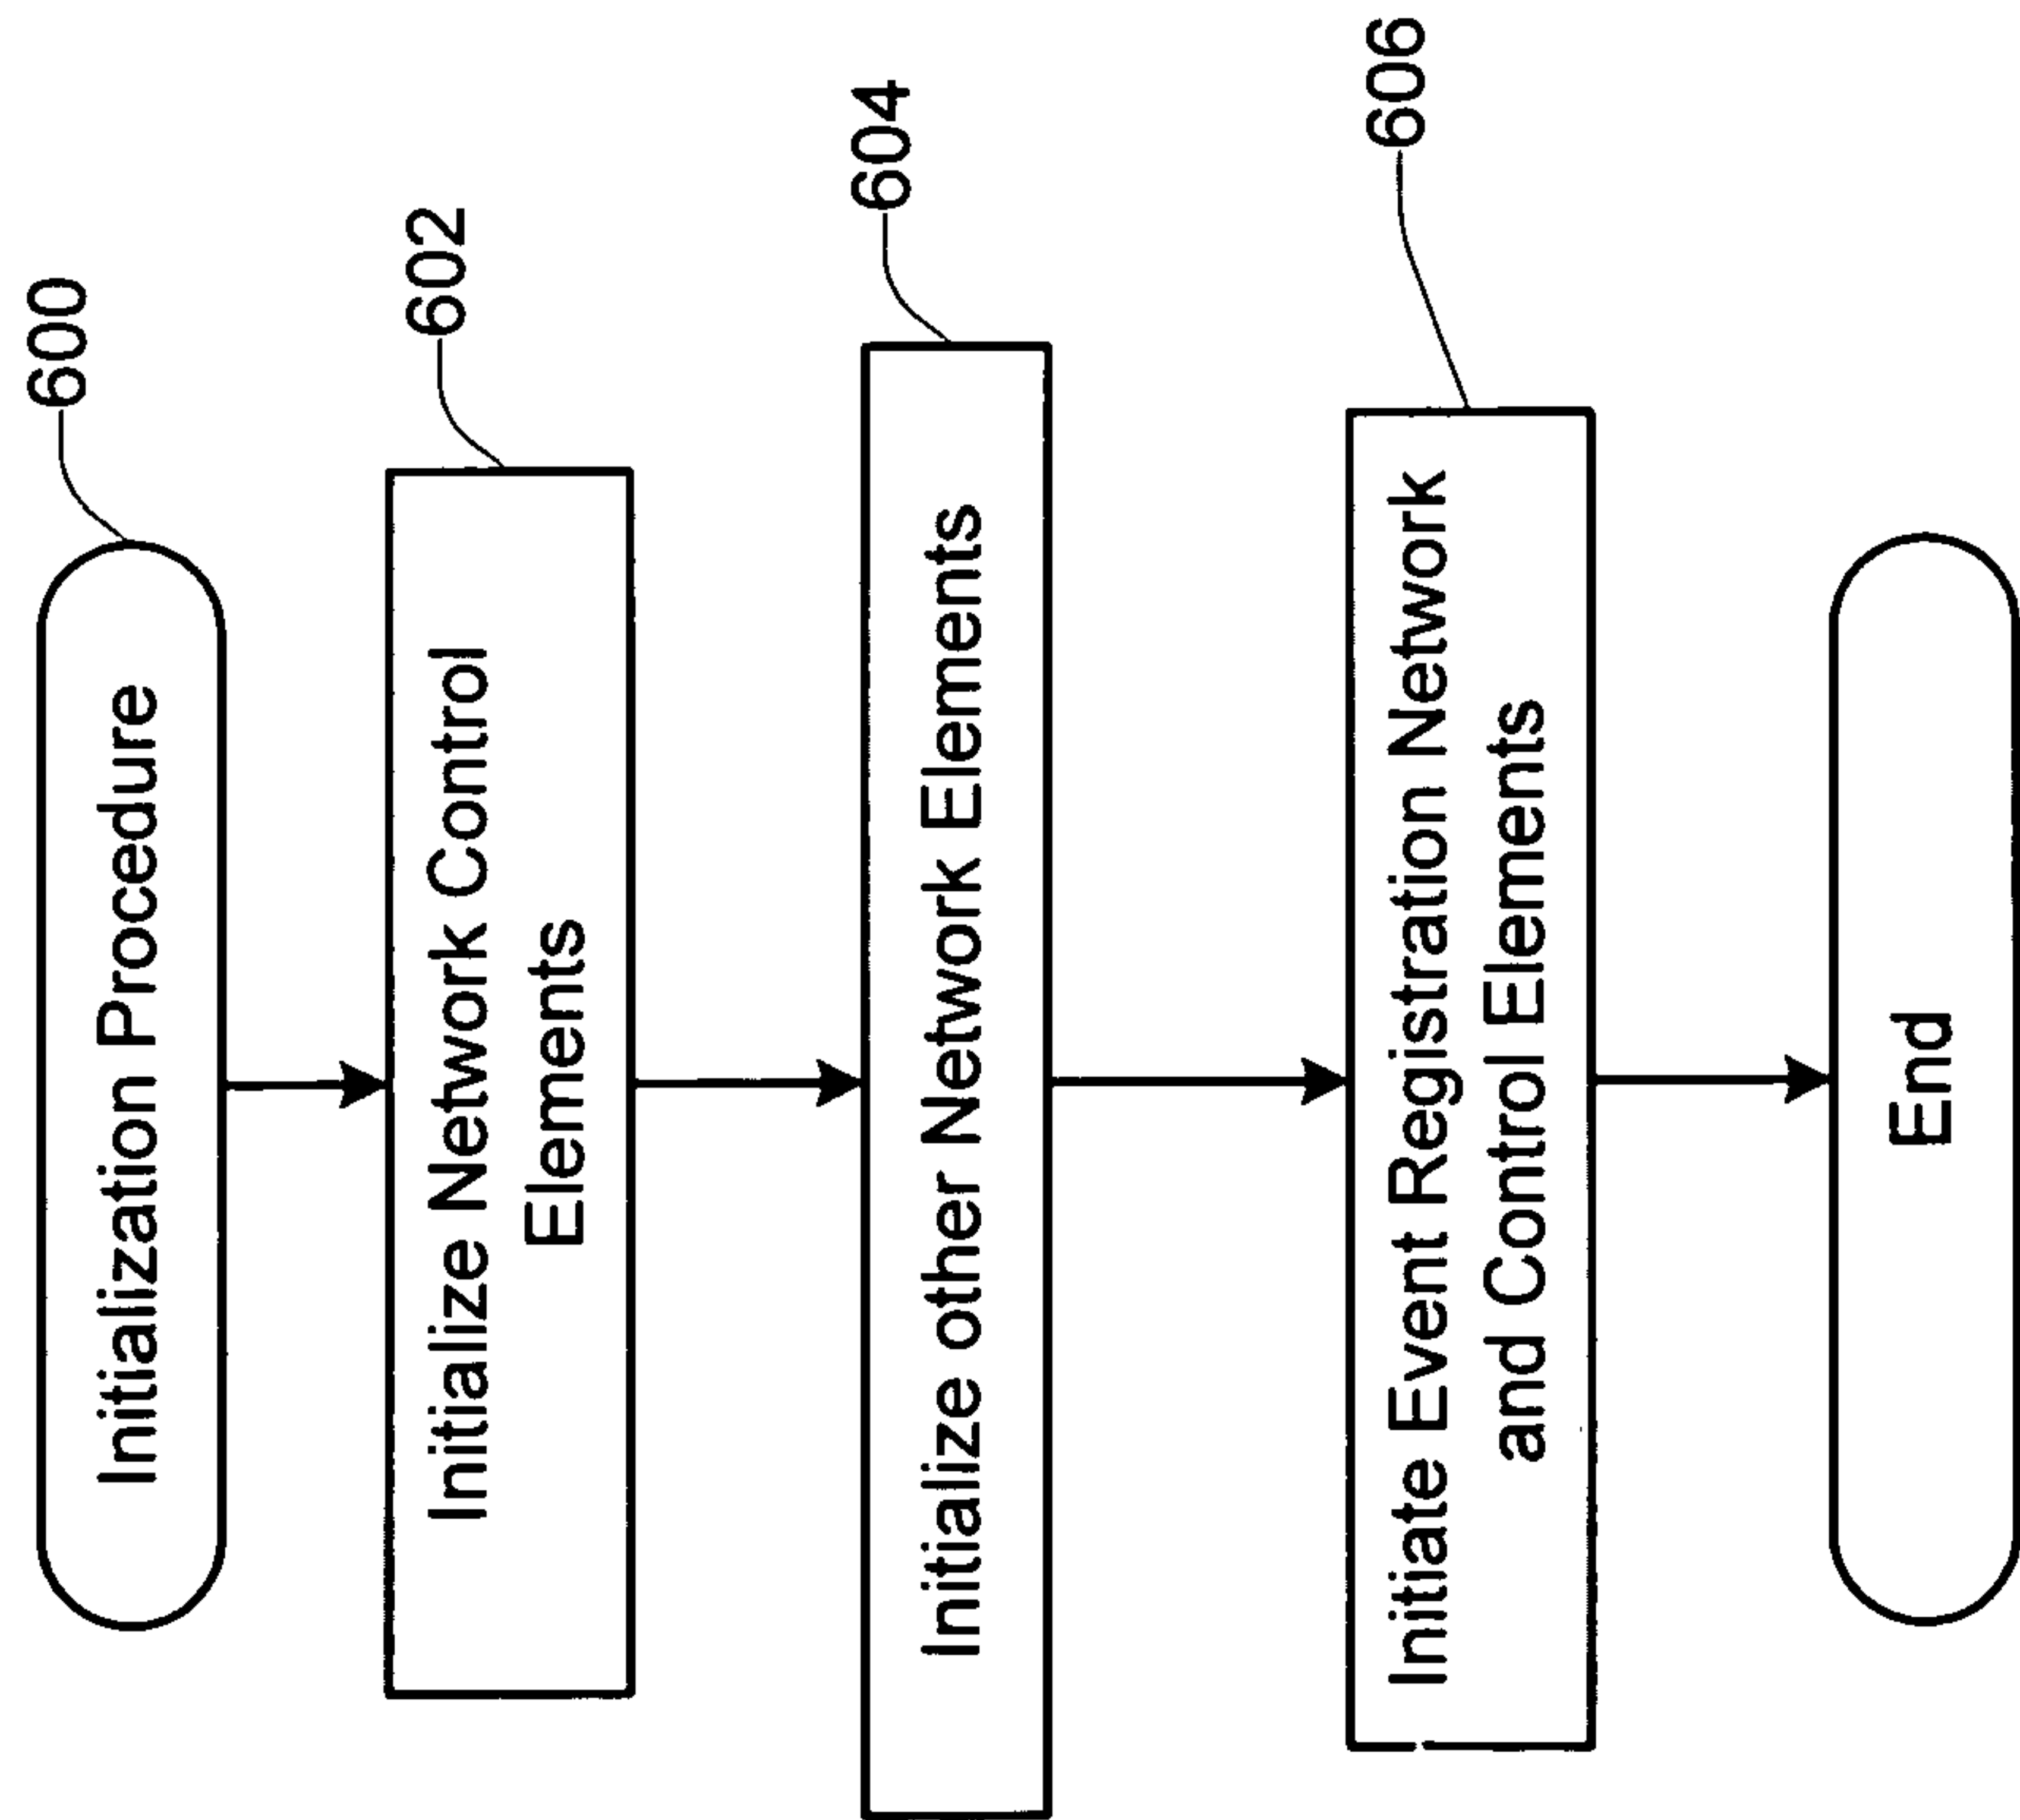 Initialization Procedure
600
Initialize Network Control
Elements
602
Initialize other Network Elements
604
Initiate Event Registration Network
and Control Elements
606
End